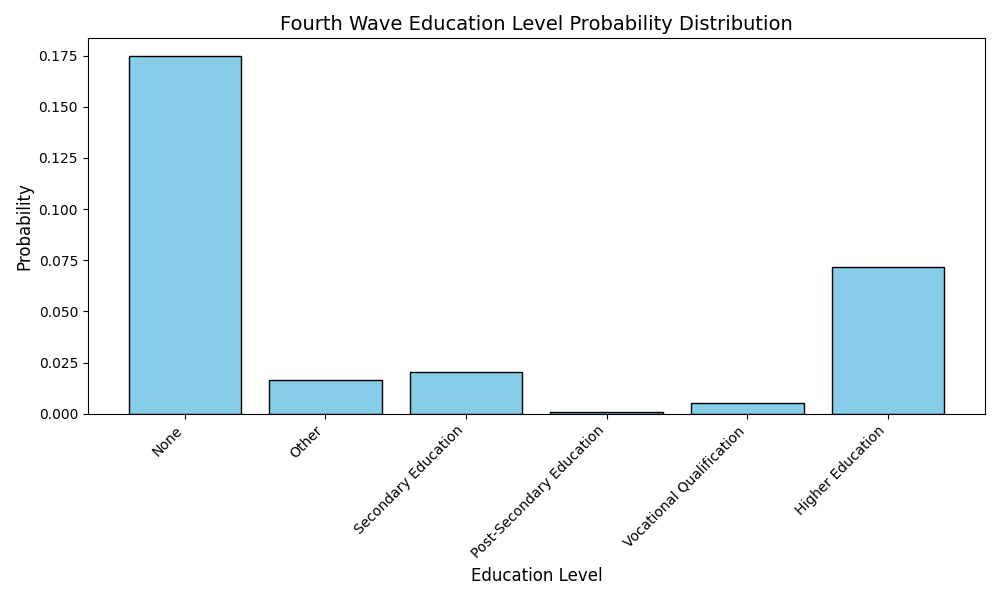 Fourth Wave Education Level Probability Distribution
0.175
0.150
0.125
0.100
0.075
0.050
0.025
0.000
Probability
None
Other
Secondary Education
Post-Secondary Education
Vocational Qualification
Higher Education
Education Level